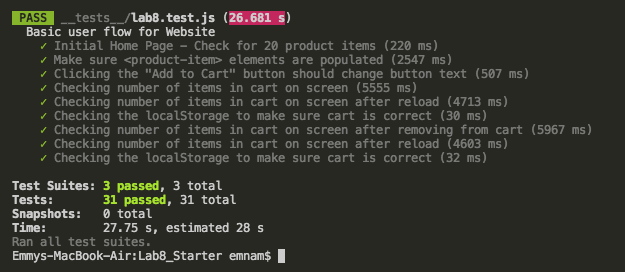 PASS __tests__/lab8.test.js (26.681 s)
Basic user flow for Website
✓ Initial Home Page - Check for 20 product items (220 ms)
✓ Make sure <product-item> elements are populated (2547 ms)
✓ Clicking the "Add to Cart" button should change button text (507 ms)
✓ Checking number of items in cart on screen (5555 ms)
✓ Checking number of items in cart on screen after reload (4713 ms)
✓ Checking the localStorage to make sure cart is correct (30 ms)
✓ Checking number of items in cart on screen after removing from cart (5967 ms)
✓ Checking number of items in cart on screen after reload (4603 ms)
✓ Checking the localStorage to make sure cart is correct (32 ms)
Test Suites: 3 passed, 3 total
Tests: 31 passed, 31 total
Snapshots: 0 total
Time: 27.75 s, estimated 28 s
Ran all test suites.
Emmys-MacBook-Air:Lab8_Starter emnam$